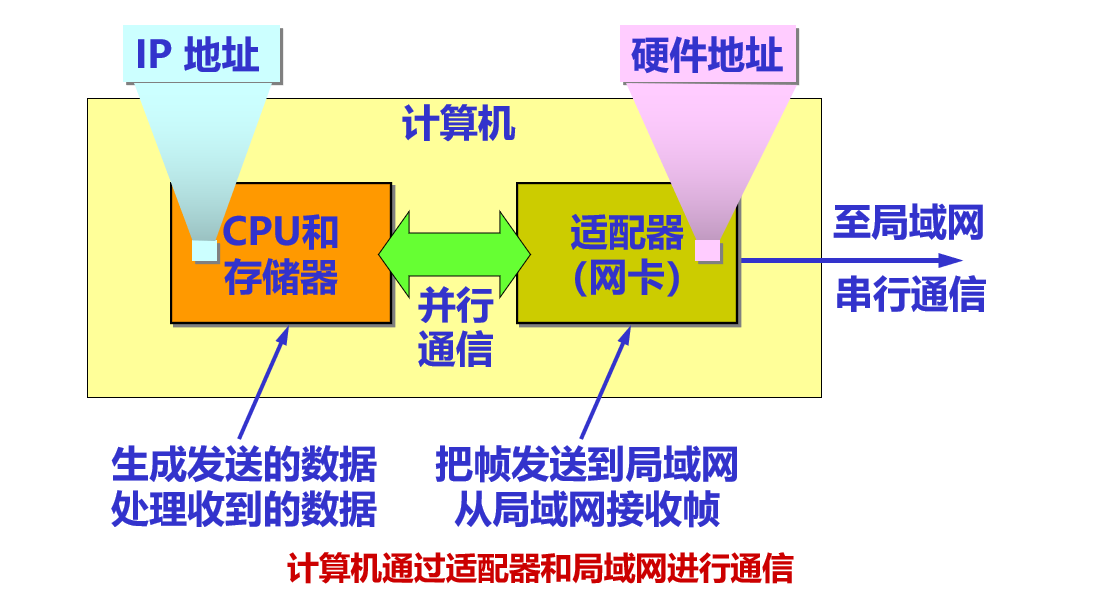 IP 地址
硬件地址
计算机
CPU和
存储器
适配器
(网卡)
并行
通信
至局域网
串行通信
生成发送的数据
处理收到的数据
把帧发送到局域网
从局域网接收帧
计算机通过适配器和局域网进行通信